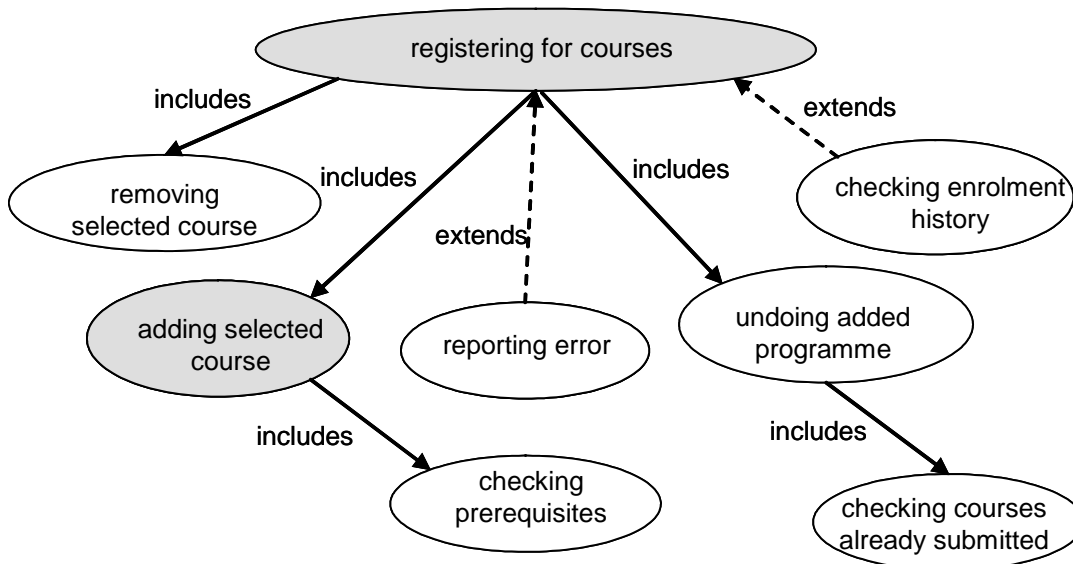 registering for courses
includes
extends
removing
selected course
includes
includes
checking enrolment
history
extends
adding selected
course
reporting error
undoing added
programme
includes
includes
checking
prerequisites
checking courses
already submitted